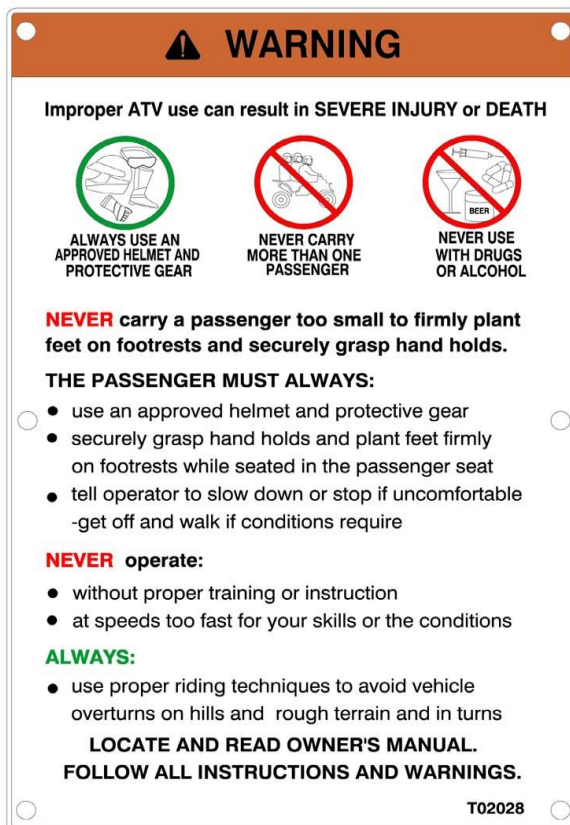 WARNING
Improper ATV use can result in SEVERE INJURY or DEATH
ALWAYS USE AN
APPROVED HELMET AND
PROTECTIVE GEAR
NEVER CARRY
MORE THAN ONE
PASSENGER
BEER
NEVER USE
WITH DRUGS
OR ALCOHOL
NEVER carry a passenger too small to firmly plant
feet on footrests and securely grasp hand holds.
THE PASSENGER MUST ALWAYS:
● use an approved helmet and protective gear
● securely grasp hand holds and plant feet firmly
on footrests while seated in the passenger seat
● tell operator to slow down or stop if uncomfortable
-get off and walk if conditions require
NEVER operate:
● without proper training or instruction
● at speeds too fast for your skills or the conditions
ALWAYS:
● use proper riding techniques to avoid vehicle
overturns on hills and rough terrain and in turns
LOCATE AND READ OWNER'S MANUAL.
FOLLOW ALL INSTRUCTIONS AND WARNINGS.
T02028